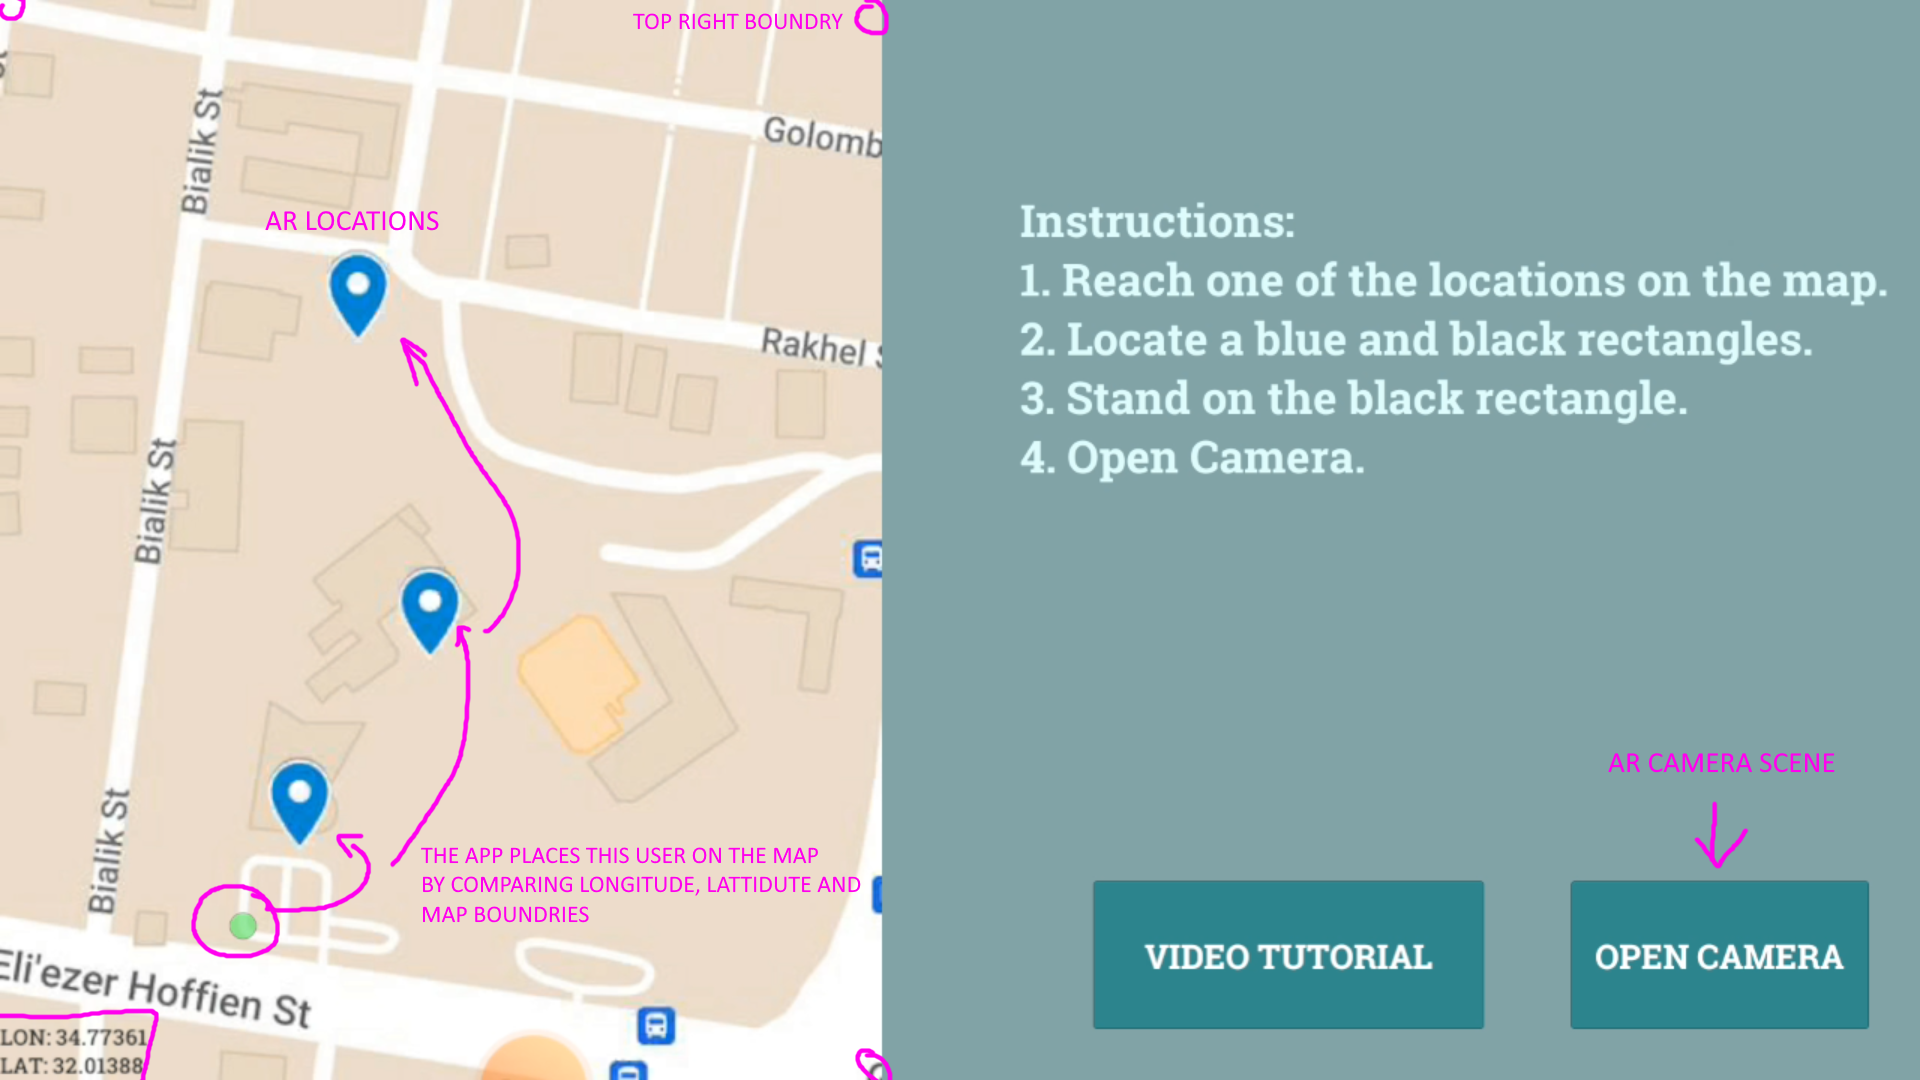 TOP RIGHT BOUNDRY
Bialik St
Golomb
AR LOCATIONS
Rakhel
Bialik St
Bialik St
THE APP PLACES THIS USER ON THE MAP
BY COMPARING LONGITUDE, LATTIDUTE AND
MAP BOUNDRIES
Eli'ezer Hoffien St
LON: 34.77361
LAT: 32.01388
Instructions:
1. Reach one of the locations on the map.
2. Locate a blue and black rectangles.
3. Stand on the black rectangle.
4. Open Camera.
AR CAMERA SCENE
VIDEO TUTORIAL
OPEN CAMERA